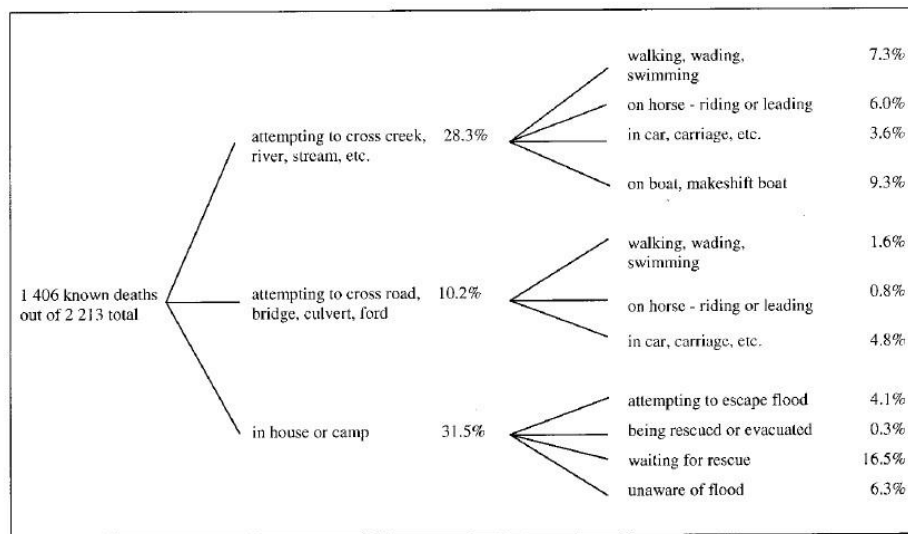 walking, wading, 7.3%
swimming
on horse - riding or leading 6.0%
attempting to cross creek, 28.3%
river, stream, etc.
in car, carriage, etc. 3.6%
on boat, makeshift boat 9.3%
walking, wading, 1.6%
swimming
1 406 known deaths
out of 2 213 total
attempting to cross road, 10.2%
bridge, culvert, ford
on horse - riding or leading 0.8%
in car, carriage, etc. 4.8%
attempting to escape flood 4.1%
in house or camp 31.5%
being rescued or evacuated 0.3%
waiting for rescue 16.5%
unaware of flood 6.3%